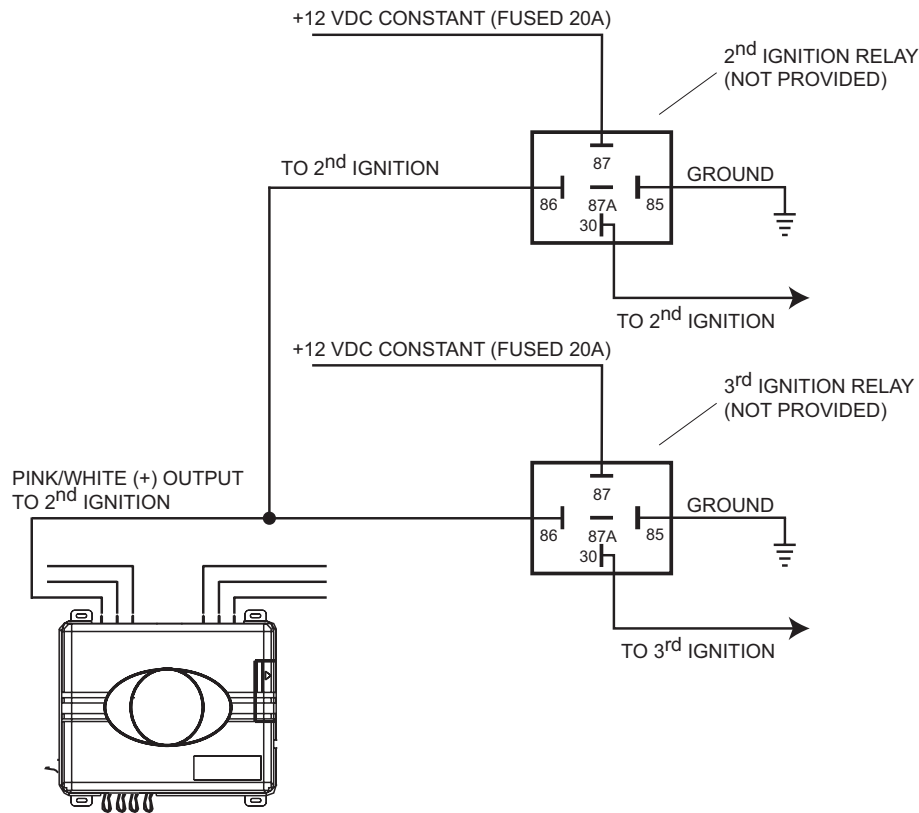 +12 VDC CONSTANT (FUSED 20A)
2nd IGNITION RELAY
(NOT PROVIDED)
87
TO 2nd IGNITION
GROUND
86
87A
85
30
TO 2nd IGNITION
+12 VDC CONSTANT (FUSED 20A)
3rd IGNITION RELAY
(NOT PROVIDED)
PINK/WHITE (+) OUTPUT
TO 2nd IGNITION
87
GROUND
86
87A
85
30
TO 3rd IGNITION